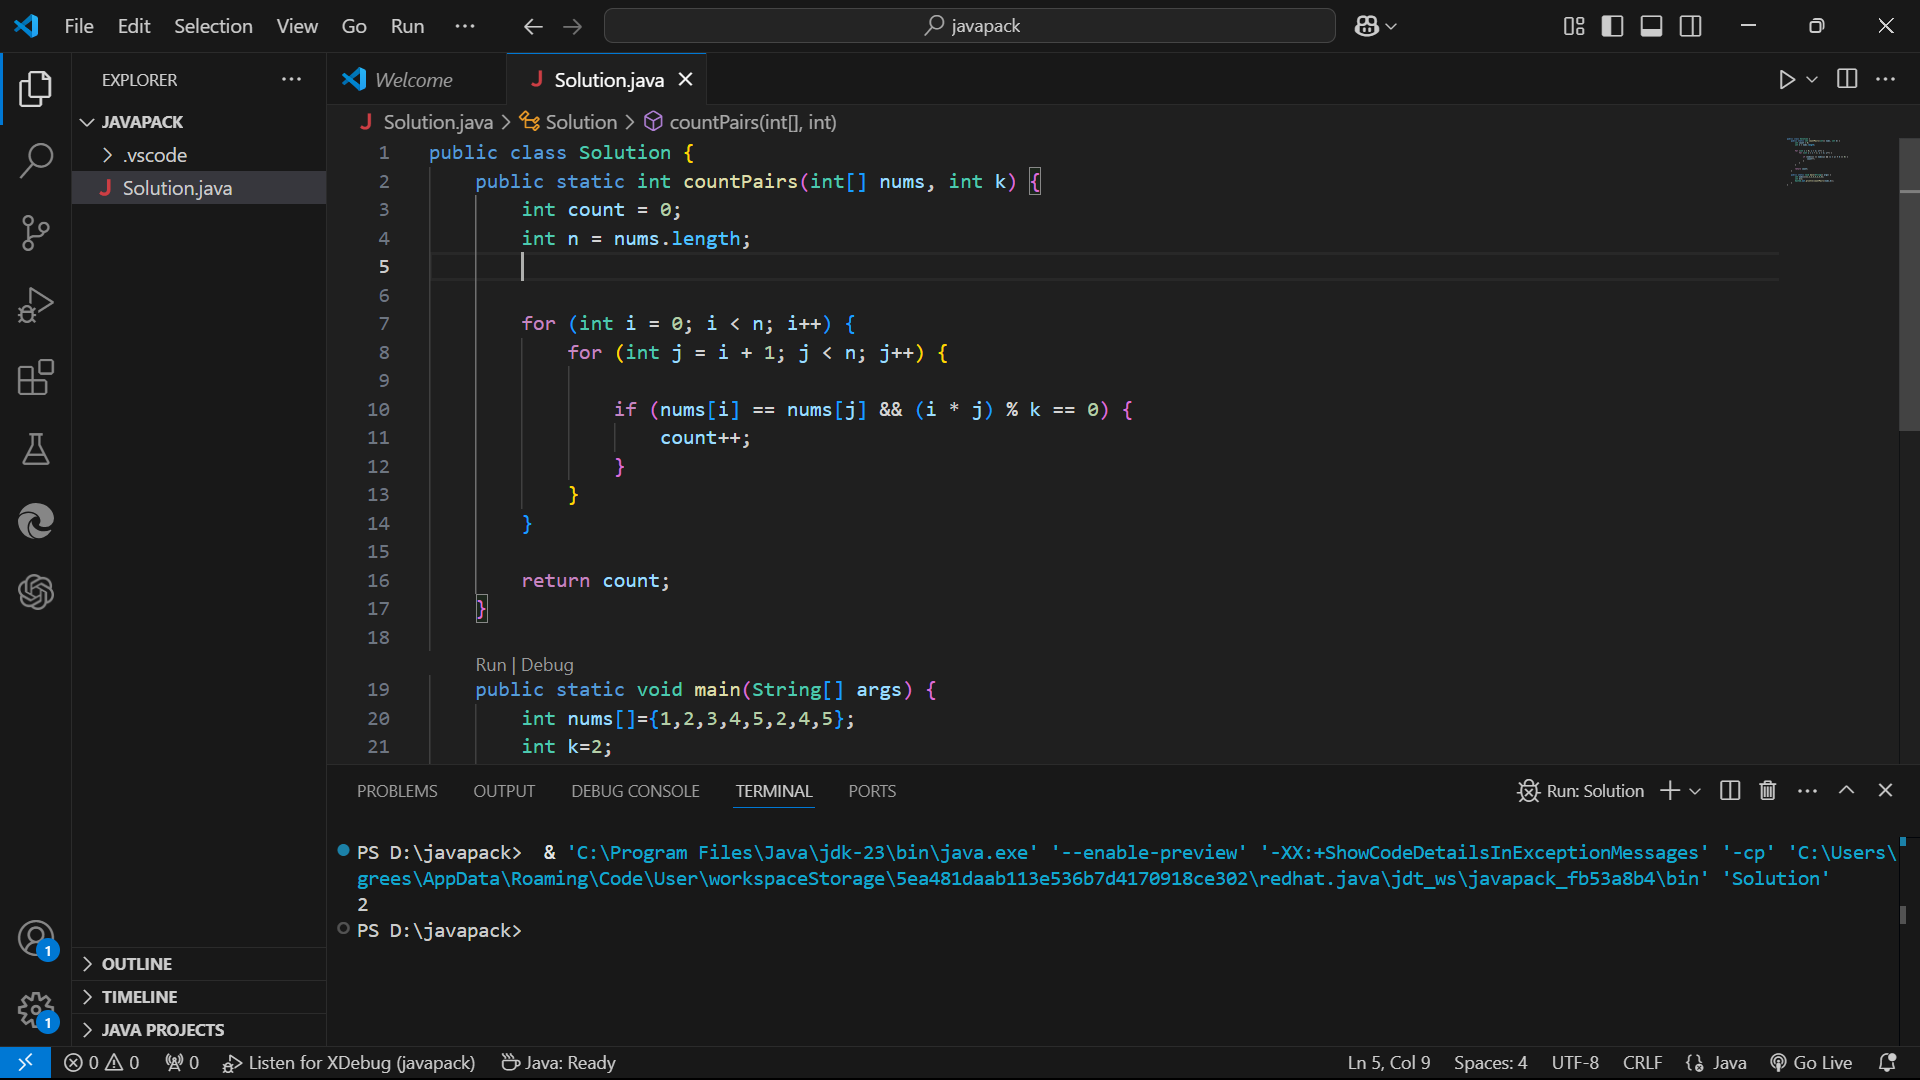 File Edit Selection View Go Run ··· javapack
EXPLORER ···
JAVAPACK
.vscode
Solution.java
OUTLINE
TIMELINE
JAVA PROJECTS
1
1
Welcome
Solution.java
Solution.java > Solution > countPairs(int[], int)
1 public class Solution {
2 public static int countPairs(int[] nums, int k) {
3 int count = 0;
4 int n = nums.length;
5
6
7 for (int i = 0; i < n; i++) {
8 for (int j = i + 1; j < n; j++) {
9
10 if (nums[i] == nums[j] && (i * j) % k == 0) {
11 count++;
12 }
13 }
14 }
15
16 return count;
17 }
18
Run | Debug
19 public static void main(String[] args) {
20 int nums[]={1,2,3,4,5,2,4,5};
21 int k=2;
PROBLEMS OUTPUT DEBUG CONSOLE TERMINAL PORTS Run: Solution
PS D:\javapack> & 'C:\Program Files\Java\jdk-23\bin\java.exe' '--enable-preview' '-XX:+ShowCodeDetailsInExceptionMessages' '-cp' 'C:\Users\
grees\AppData\Roaming\Code\User\workspaceStorage\5ea481daab113e536b7d4170918ce302\redhat.java\jdt_ws\javapack_fb53a8b4\bin' 'Solution'
2
PS D:\javapack>
0 0 0 Listen for XDebug (javapack) Java: Ready Ln 5, Col 9 Spaces: 4 UTF-8 CRLF Java Go Live